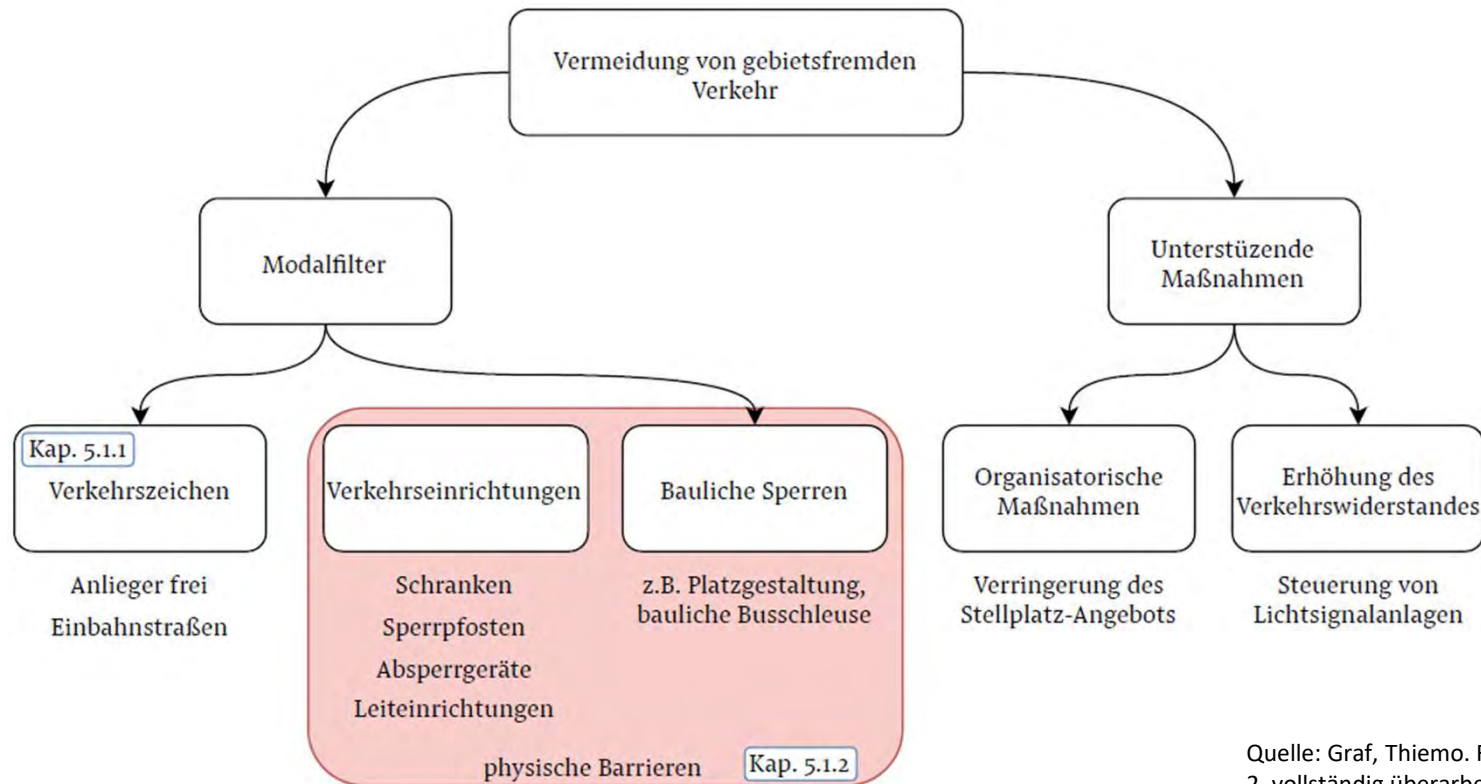 Vermeidung von gebietsfremden
Verkehr
Modalfilter
Unterstüzende
Maßnahmen
Kap. 5.1.1
Verkehrszeichen
Verkehrseinrichtungen
Bauliche Sperren
Organisatorische
Maßnahmen
Erhöhung des
Verkehrswiderstandes
Anlieger frei
Einbahnstraßen
Schranken
Sperrpfosten
Absperrgeräte
Leiteinrichtungen
z.B. Platzgestaltung,
bauliche Busschleuse
Verringerung des
Stellplatz-Angebots
Steuerung von
Lichtsignalanlagen
physische Barrieren
Kap. 5.1.2
Quelle: Graf, Thiemo.
2. vollständig